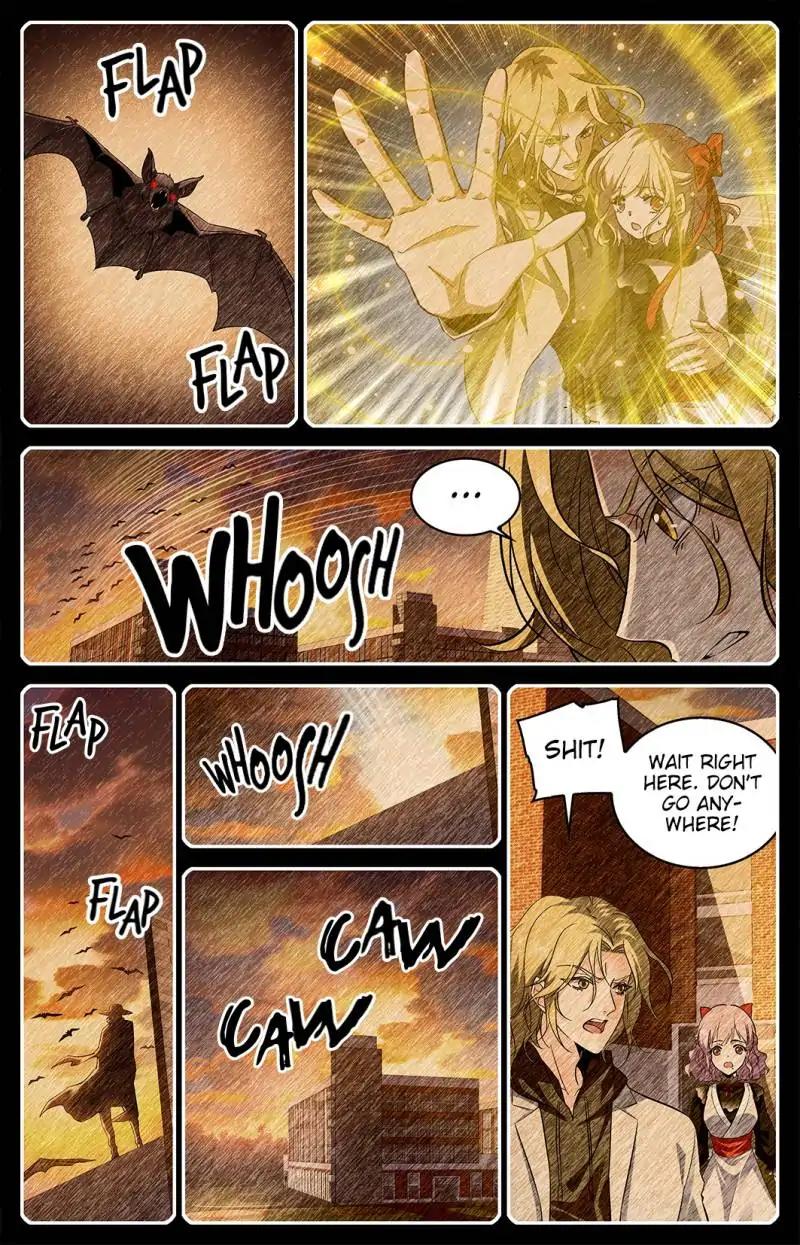 FLAP
FLAP
...
WHOOSH
FLAP
FLAP
WHOOSH
CAW
CAW
SHIT!
WAIT RIGHT
HERE. DON'T
GO ANY-
WHERE!